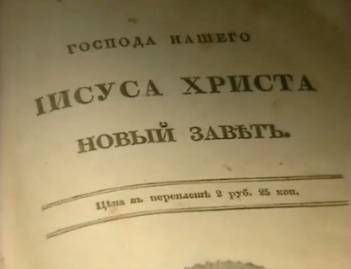 ГОСПОДА НАШЕГО
ІИСУСА ХРИСТА
НОВЫЙ ЗАВѢТЪ.
Цѣна въ переплетѣ 2 руб. 25 коп.